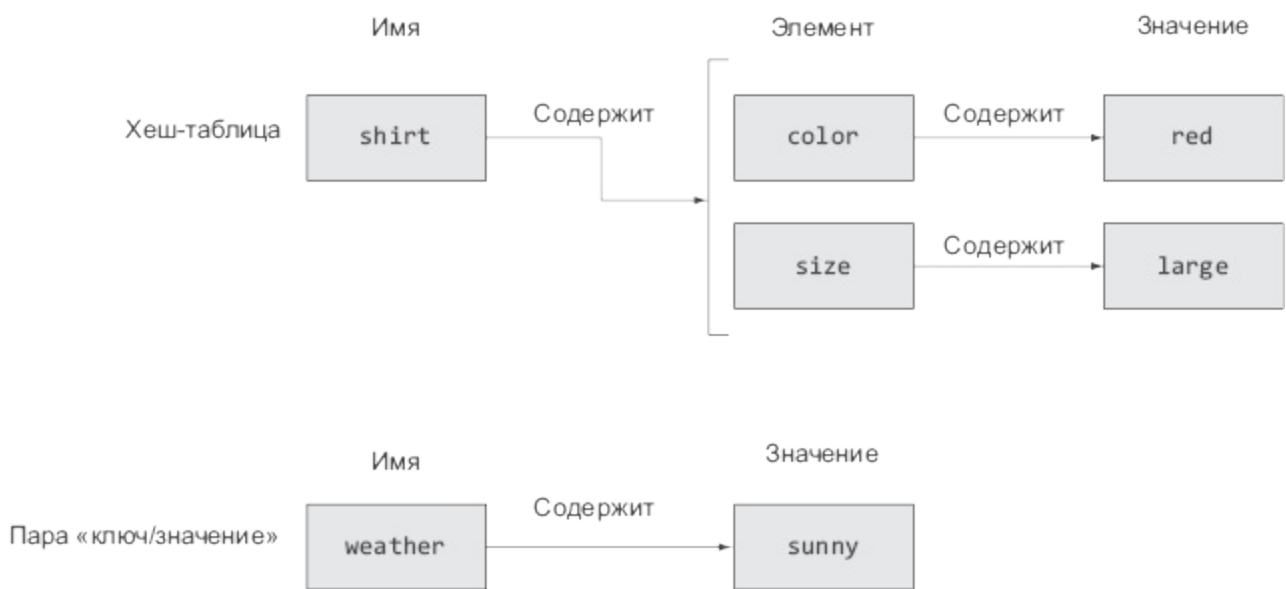 Имя Элемент Значение
Содержит Содержит
Хеш-таблица shirt color red
Содержит
size large
Имя Значение
Содержит
Пара «ключ/значение» weather sunny